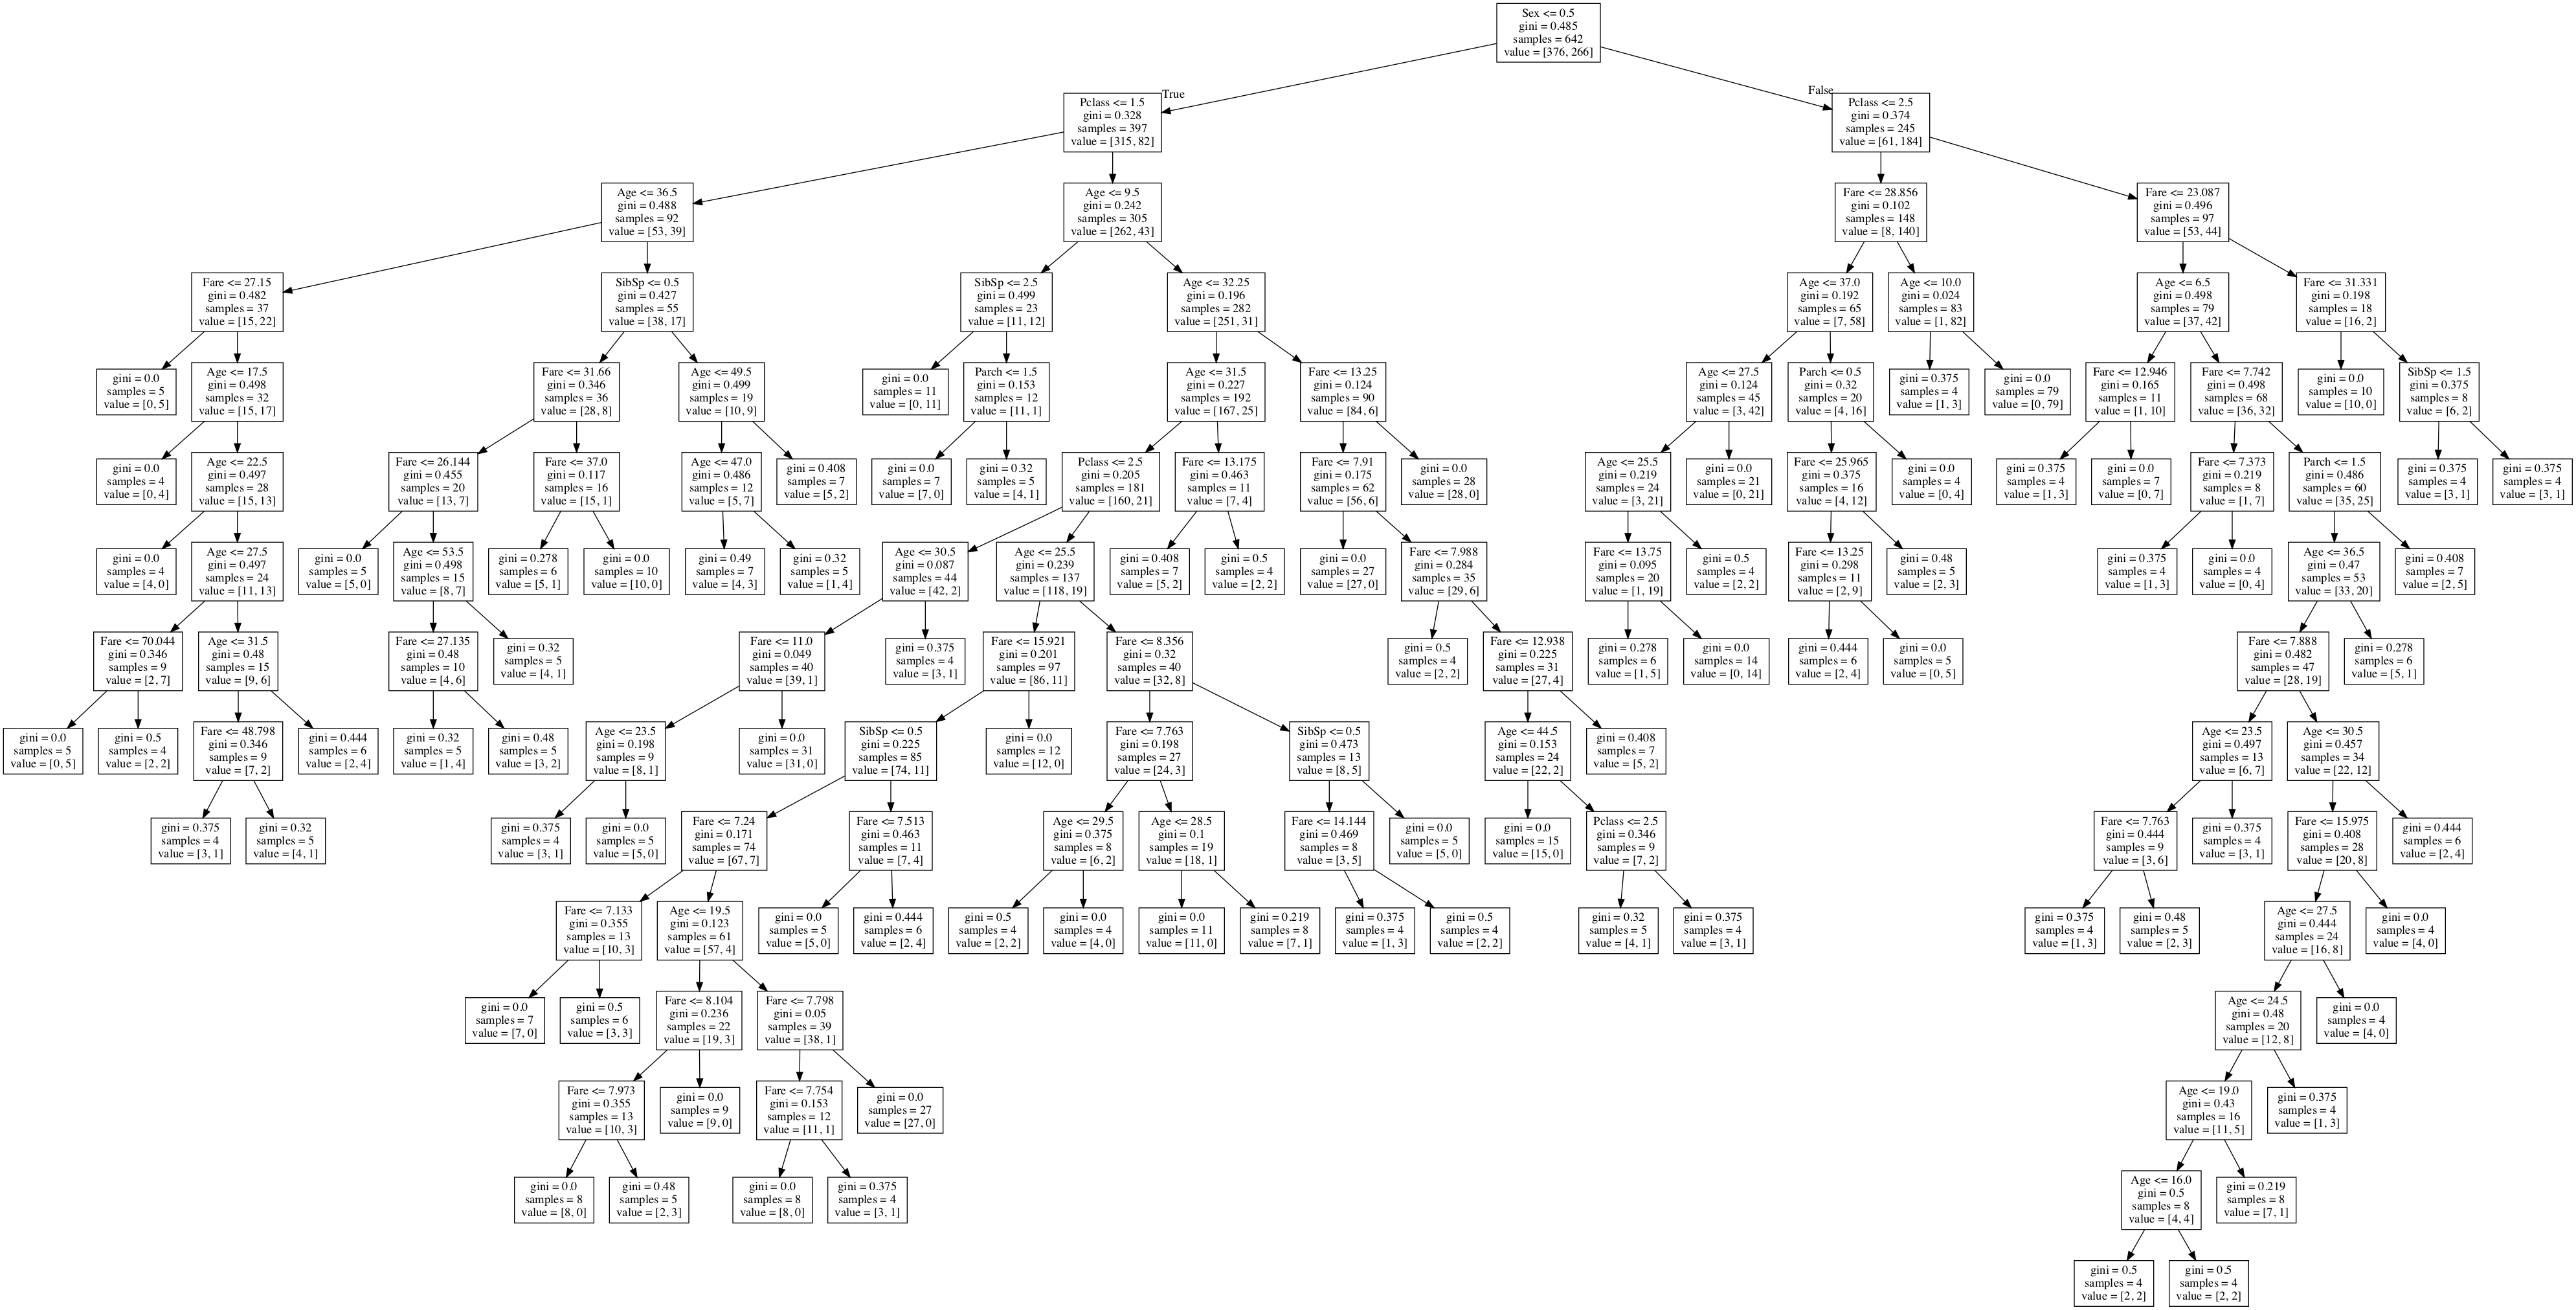 Sex <= 0.5
gini = 0.485
samples = 642
value = [376, 266]
True
False
Pclass <= 1.5
gini = 0.328
samples = 397
value = [315, 82]
Pclass <= 2.5
gini = 0.374
samples = 245
value = [61, 184]
Age <= 36.5
gini = 0.488
samples = 92
value = [53, 39]
Age <= 9.5
gini = 0.242
samples = 305
value = [262, 43]
Fare <= 28.856
gini = 0.102
samples = 148
value = [8, 140]
Fare <= 23.087
gini = 0.496
samples = 97
value = [53, 44]
Fare <= 27.15
gini = 0.482
samples = 37
value = [15, 22]
SibSp <= 0.5
gini = 0.427
samples = 55
value = [38, 17]
SibSp <= 2.5
gini = 0.499
samples = 23
value = [11, 12]
Age <= 32.25
gini = 0.196
samples = 282
value = [251, 31]
Age <= 37.0
gini = 0.192
samples = 65
value = [7, 58]
Age <= 10.0
gini = 0.024
samples = 83
value = [1, 82]
Age <= 6.5
gini = 0.498
samples = 79
value = [37, 42]
Fare <= 31.331
gini = 0.198
samples = 18
value = [16, 2]
gini = 0.0
samples = 5
value = [0, 5]
Age <= 17.5
gini = 0.498
samples = 32
value = [15, 17]
Fare <= 31.66
gini = 0.346
samples = 36
value = [28, 8]
Age <= 49.5
gini = 0.499
samples = 19
value = [10, 9]
gini = 0.0
samples = 11
value = [0, 11]
Parch <= 1.5
gini = 0.153
samples = 12
value = [11, 1]
Age <= 31.5
gini = 0.227
samples = 192
value = [167, 25]
Fare <= 13.25
gini = 0.124
samples = 90
value = [84, 6]
Age <= 27.5
gini = 0.124
samples = 45
value = [3, 42]
Parch <= 0.5
gini = 0.32
samples = 20
value = [4, 16]
gini = 0.375
samples = 4
value = [1, 3]
gini = 0.0
samples = 79
value = [0, 79]
Fare <= 12.946
gini = 0.165
samples = 11
value = [1, 10]
Fare <= 7.742
gini = 0.498
samples = 68
value = [36, 32]
gini = 0.0
samples = 10
value = [10, 0]
SibSp <= 1.5
gini = 0.375
samples = 8
value = [6, 2]
gini = 0.0
samples = 4
value = [0, 4]
Age <= 22.5
gini = 0.497
samples = 28
value = [15, 13]
Fare <= 26.144
gini = 0.455
samples = 20
value = [13, 7]
Fare <= 37.0
gini = 0.117
samples = 16
value = [15, 1]
Age <= 47.0
gini = 0.486
samples = 12
value = [5, 7]
gini = 0.408
samples = 7
value = [5, 2]
gini = 0.0
samples = 7
value = [7, 0]
gini = 0.32
samples = 5
value = [4, 1]
Pclass <= 2.5
gini = 0.205
samples = 181
value = [160, 21]
Fare <= 13.175
gini = 0.463
samples = 11
value = [7, 4]
Fare <= 7.91
gini = 0.175
samples = 62
value = [56, 6]
gini = 0.0
samples = 28
value = [28, 0]
Age <= 25.5
gini = 0.219
samples = 24
value = [3, 21]
gini = 0.0
samples = 21
value = [0, 21]
Fare <= 25.965
gini = 0.375
samples = 16
value = [4, 12]
gini = 0.0
samples = 4
value = [0, 4]
gini = 0.375
samples = 4
value = [1, 3]
gini = 0.0
samples = 7
value = [0, 7]
Fare <= 7.373
gini = 0.219
samples = 8
value = [1, 7]
Parch <= 1.5
gini = 0.486
samples = 60
value = [35, 25]
gini = 0.375
samples = 4
value = [3, 1]
gini = 0.375
samples = 4
value = [3, 1]
gini = 0.0
samples = 4
value = [4, 0]
Age <= 27.5
gini = 0.497
samples = 24
value = [11, 13]
gini = 0.0
samples = 5
value = [5, 0]
Age <= 53.5
gini = 0.498
samples = 15
value = [8, 7]
gini = 0.278
samples = 6
value = [5, 1]
gini = 0.0
samples = 10
value = [10, 0]
gini = 0.49
samples = 7
value = [4, 3]
gini = 0.32
samples = 5
value = [1, 4]
Age <= 30.5
gini = 0.087
samples = 44
value = [42, 2]
Age <= 25.5
gini = 0.239
samples = 137
value = [118, 19]
gini = 0.408
samples = 7
value = [5, 2]
gini = 0.5
samples = 4
value = [2, 2]
gini = 0.0
samples = 27
value = [27, 0]
Fare <= 7.988
gini = 0.284
samples = 35
value = [29, 6]
Fare <= 13.75
gini = 0.095
samples = 20
value = [1, 19]
gini = 0.5
samples = 4
value = [2, 2]
Fare <= 13.25
gini = 0.298
samples = 11
value = [2, 9]
gini = 0.48
samples = 5
value = [2, 3]
gini = 0.375
samples = 4
value = [1, 3]
gini = 0.0
samples = 4
value = [0, 4]
Age <= 36.5
gini = 0.47
samples = 53
value = [33, 20]
gini = 0.408
samples = 7
value = [2, 5]
Fare <= 70.044
gini = 0.346
samples = 9
value = [2, 7]
Age <= 31.5
gini = 0.48
samples = 15
value = [9, 6]
Fare <= 27.135
gini = 0.48
samples = 10
value = [4, 6]
gini = 0.32
samples = 5
value = [4, 1]
Fare <= 11.0
gini = 0.049
samples = 40
value = [39, 1]
gini = 0.375
samples = 4
value = [3, 1]
Fare <= 15.921
gini = 0.201
samples = 97
value = [86, 11]
Fare <= 8.356
gini = 0.32
samples = 40
value = [32, 8]
gini = 0.5
samples = 4
value = [2, 2]
Fare <= 12.938
gini = 0.225
samples = 31
value = [27, 4]
gini = 0.278
samples = 6
value = [1, 5]
gini = 0.0
samples = 14
value = [0, 14]
gini = 0.444
samples = 6
value = [2, 4]
gini = 0.0
samples = 5
value = [0, 5]
Fare <= 7.888
gini = 0.482
samples = 47
value = [28, 19]
gini = 0.278
samples = 6
value = [5, 1]
gini = 0.0
samples = 5
value = [0, 5]
gini = 0.5
samples = 4
value = [2, 2]
Fare <= 48.798
gini = 0.346
samples = 9
value = [7, 2]
gini = 0.444
samples = 6
value = [2, 4]
gini = 0.32
samples = 5
value = [1, 4]
gini = 0.48
samples = 5
value = [3, 2]
Age <= 23.5
gini = 0.198
samples = 9
value = [8, 1]
gini = 0.0
samples = 31
value = [31, 0]
SibSp <= 0.5
gini = 0.225
samples = 85
value = [74, 11]
gini = 0.0
samples = 12
value = [12, 0]
Fare <= 7.763
gini = 0.198
samples = 27
value = [24, 3]
SibSp <= 0.5
gini = 0.473
samples = 13
value = [8, 5]
Age <= 44.5
gini = 0.153
samples = 24
value = [22, 2]
gini = 0.408
samples = 7
value = [5, 2]
Age <= 23.5
gini = 0.497
samples = 13
value = [6, 7]
Age <= 30.5
gini = 0.457
samples = 34
value = [22, 12]
gini = 0.375
samples = 4
value = [3, 1]
gini = 0.32
samples = 5
value = [4, 1]
gini = 0.375
samples = 4
value = [3, 1]
gini = 0.0
samples = 5
value = [5, 0]
Fare <= 7.24
gini = 0.171
samples = 74
value = [67, 7]
Fare <= 7.513
gini = 0.463
samples = 11
value = [7, 4]
Age <= 29.5
gini = 0.375
samples = 8
value = [6, 2]
Age <= 28.5
gini = 0.1
samples = 19
value = [18, 1]
Fare <= 14.144
gini = 0.469
samples = 8
value = [3, 5]
gini = 0.0
samples = 5
value = [5, 0]
gini = 0.0
samples = 15
value = [15, 0]
Pclass <= 2.5
gini = 0.346
samples = 9
value = [7, 2]
Fare <= 7.763
gini = 0.444
samples = 9
value = [3, 6]
gini = 0.375
samples = 4
value = [3, 1]
Fare <= 15.975
gini = 0.408
samples = 28
value = [20, 8]
gini = 0.444
samples = 6
value = [2, 4]
Fare <= 7.133
gini = 0.355
samples = 13
value = [10, 3]
Age <= 19.5
gini = 0.123
samples = 61
value = [57, 4]
gini = 0.0
samples = 5
value = [5, 0]
gini = 0.444
samples = 6
value = [2, 4]
gini = 0.5
samples = 4
value = [2, 2]
gini = 0.0
samples = 4
value = [4, 0]
gini = 0.0
samples = 11
value = [11, 0]
gini = 0.219
samples = 8
value = [7, 1]
gini = 0.375
samples = 4
value = [1, 3]
gini = 0.5
samples = 4
value = [2, 2]
gini = 0.32
samples = 5
value = [4, 1]
gini = 0.375
samples = 4
value = [3, 1]
gini = 0.375
samples = 4
value = [1, 3]
gini = 0.48
samples = 5
value = [2, 3]
Age <= 27.5
gini = 0.444
samples = 24
value = [16, 8]
gini = 0.0
samples = 4
value = [4, 0]
gini = 0.0
samples = 7
value = [7, 0]
gini = 0.5
samples = 6
value = [3, 3]
Fare <= 8.104
gini = 0.236
samples = 22
value = [19, 3]
Fare <= 7.798
gini = 0.05
samples = 39
value = [38, 1]
Age <= 24.5
gini = 0.48
samples = 20
value = [12, 8]
gini = 0.0
samples = 4
value = [4, 0]
Fare <= 7.973
gini = 0.355
samples = 13
value = [10, 3]
gini = 0.0
samples = 9
value = [9, 0]
Fare <= 7.754
gini = 0.153
samples = 12
value = [11, 1]
gini = 0.0
samples = 27
value = [27, 0]
Age <= 19.0
gini = 0.43
samples = 16
value = [11, 5]
gini = 0.375
samples = 4
value = [1, 3]
gini = 0.0
samples = 8
value = [8, 0]
gini = 0.48
samples = 5
value = [2, 3]
gini = 0.0
samples = 8
value = [8, 0]
gini = 0.375
samples = 4
value = [3, 1]
Age <= 16.0
gini = 0.5
samples = 8
value = [4, 4]
gini = 0.219
samples = 8
value = [7, 1]
gini = 0.5
samples = 4
value = [2, 2]
gini = 0.5
samples = 4
value = [2, 2]